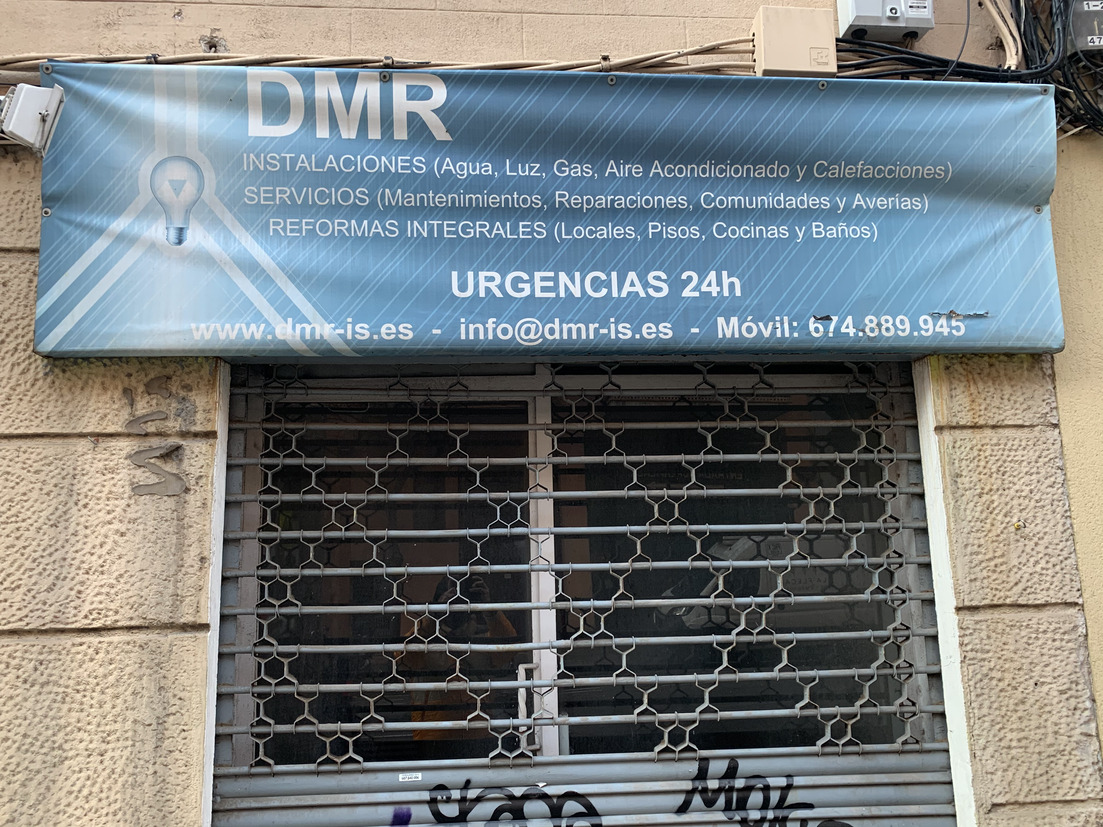 DMR
INSTALACIONES (Agua, Luz, Gas, Aire Acondicionado y Calefacciones)
SERVICIOS (Mantenimientos, Reparaciones, Comunidades y Averías)
REFORMAS INTEGRALES (Locales, Pisos, Cocinas y Baños)
URGENCIAS 24h
www.dmr-is.es - info@dmr-is.es - Móvil: 674.889.945